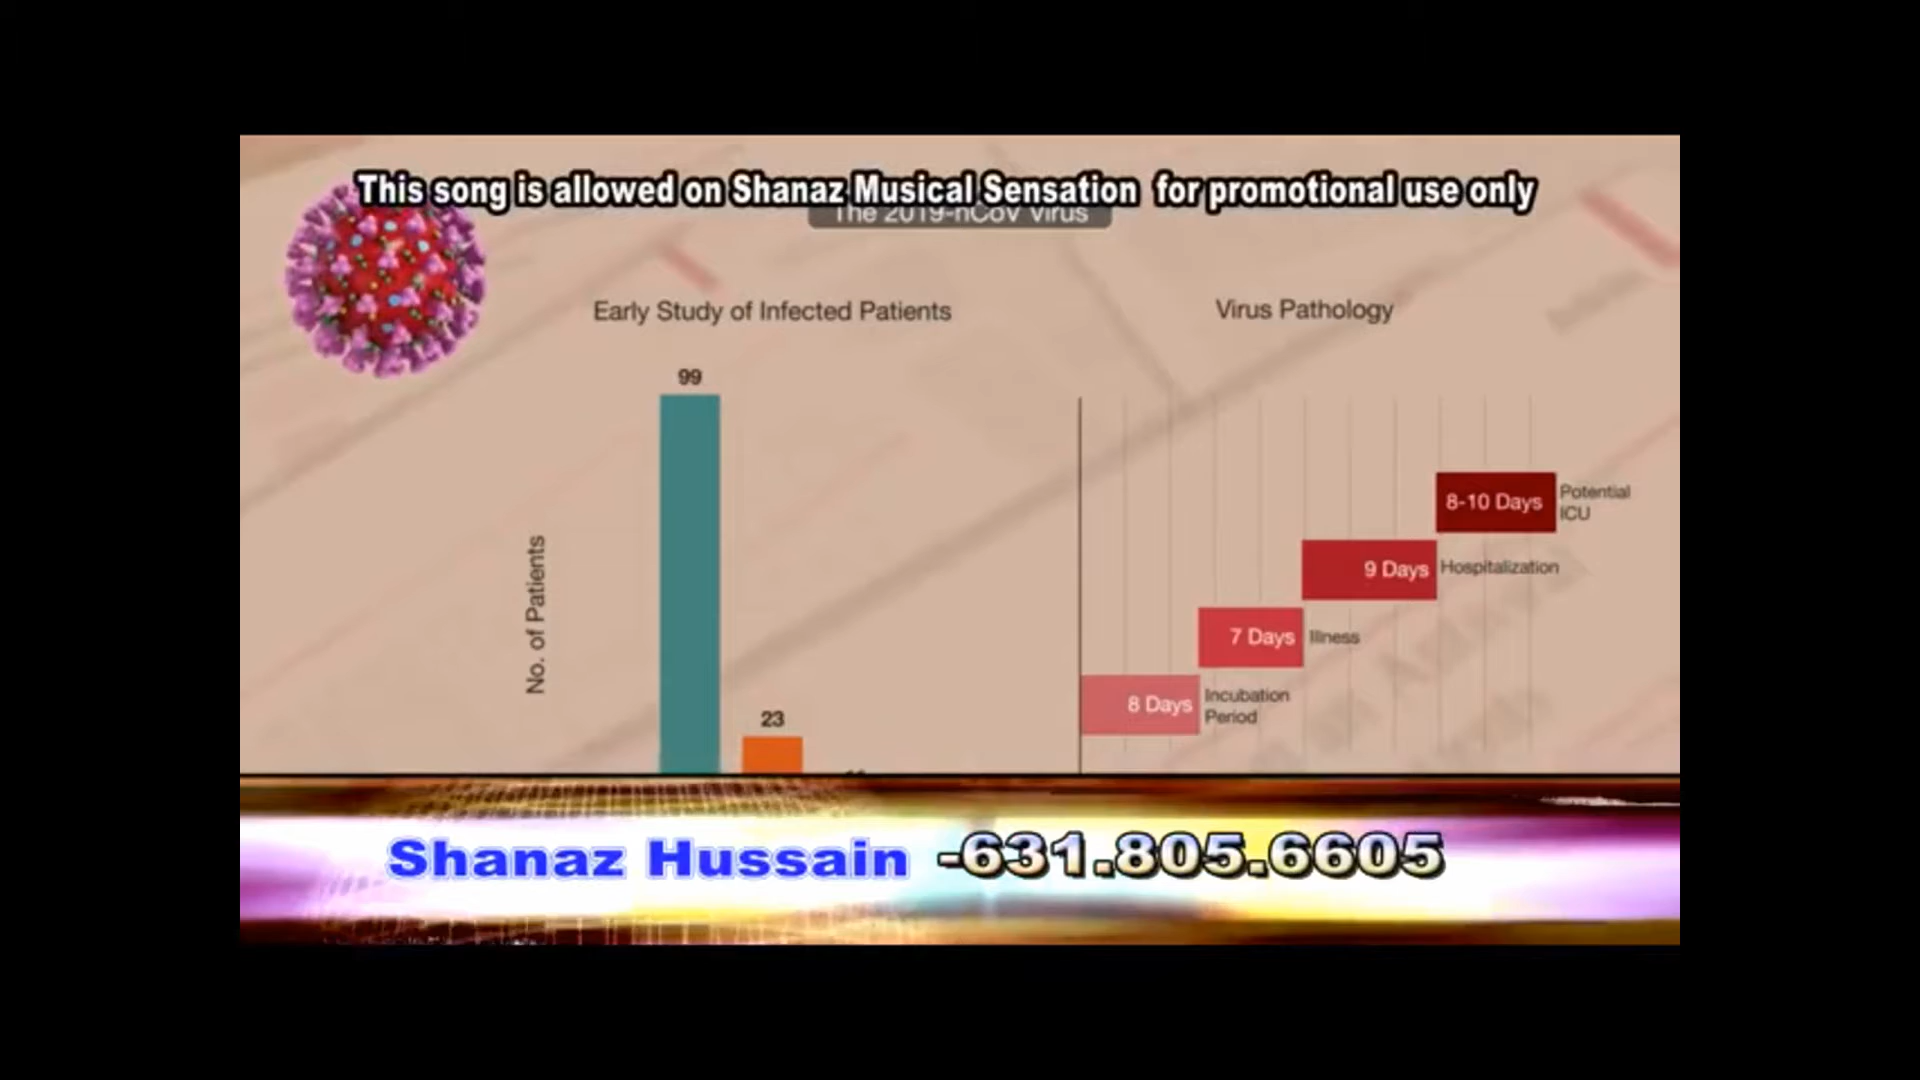 This song is allowed on Shanaz Musical Sensation for promotional use only
The 2019-nCoV Virus
Early Study of Infected Patients
Virus Pathology
99
8-10 Days
Potential
ICU
9 Days
Hospitalization
No. of Patients
7 Days
Illness
8 Days
Incubation
Period
23
Shanaz Hussain -631.805.6605